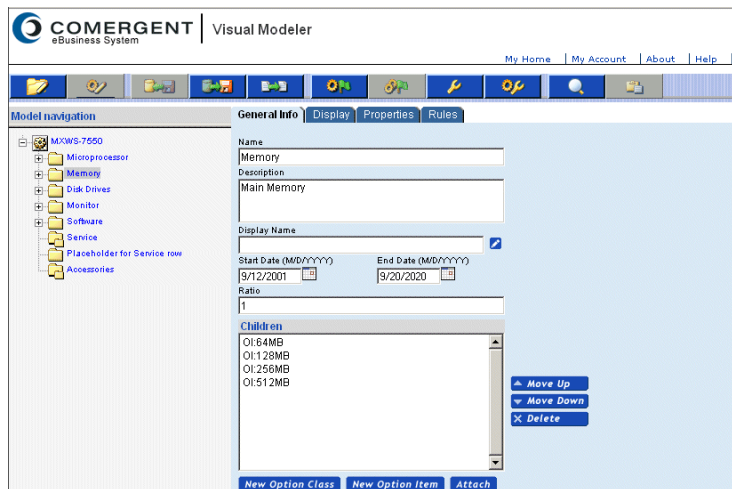 COMERGENT
eBusiness System
Visual Modeler
My Home | My Account | About | Help |
Model navigation
General Info Display Properties Rules
MXWS-7550
Microprocessor
Memory
Disk Drives
Monitor
Software
Service
Placeholder for Service row
Accessories
Name
Memory
Description
Main Memory
Display Name
Start Date (M/D/YYYY) End Date (M/D/YYYY)
9/12/2001 9/20/2020
Ratio
1
Children
OI:64MB
OI:128MB
OI:256MB
OI:512MB
Move Up
Move Down
Delete
New Option Class New Option Item Attach